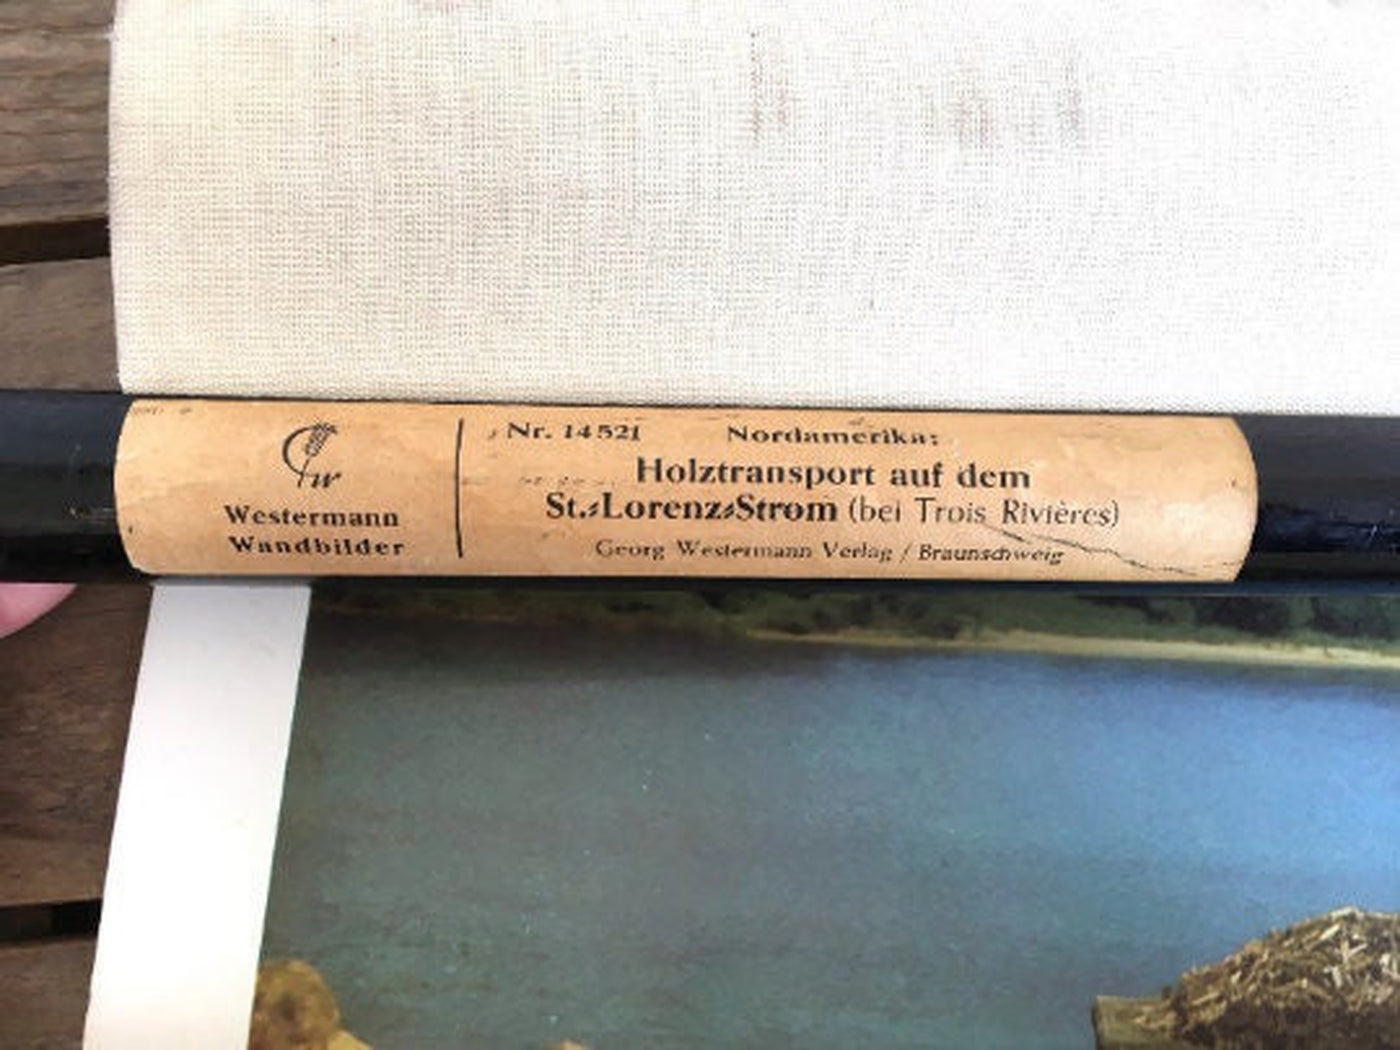 W
Westermann
Wandbilder
Nr. 14521 Nordamerika:
Holztransport auf dem
St.-Lorenz-Strom (bei Trois Rivières)
Georg Westermann Verlag / Braunschweig